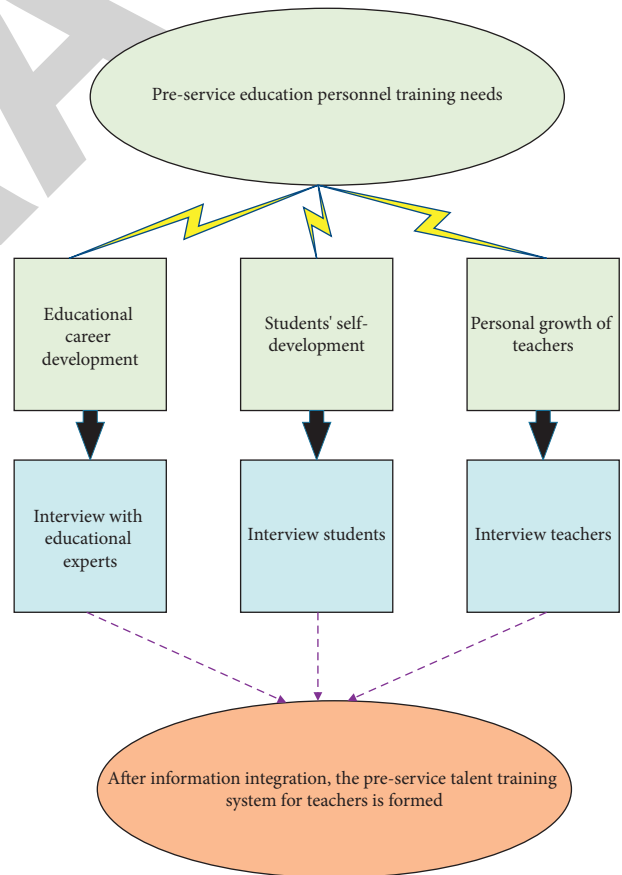 Pre-service education personnel training needs
Educational
career
development
Students' self-
development
Personal growth of
teachers
Interview with
educational
experts
Interview students
Interview teachers
After information integration, the pre-service talent training
system for teachers is formed